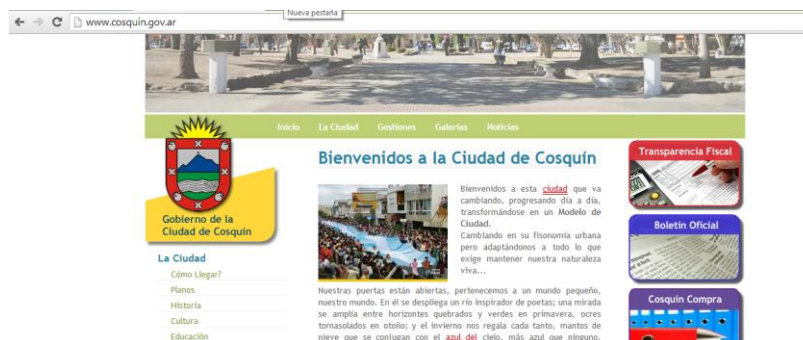 Nueva pestaña
www.cosquin.gov.ar
Inicio La Ciudad Gestiones Galerías Noticias
Bienvenidos a la Ciudad de Cosquín
Bienvenidos a esta ciudad que va
cambiando, progresando día a día,
transformándose en un Modelo de
Ciudad.
Cambiando en su fisonomía urbana
pero adaptándonos a todo lo que
exige mantener nuestra naturaleza
viva...
Nuestras puertas están abiertas, pertenecemos a un mundo pequeño,
nuestro mundo. En él se despliega un río inspirador de poetas; una mirada
se amplía entre horizontes quebrados y verdes en primavera, ocres
tornasolados en otoño; y el invierno nos regala cada tanto, mantos de
nieve que se conjugan con el azul del cielo, más azul que ninguno.
Gobierno de la
Ciudad de Cosquín
La Ciudad
Cómo Llegar?
Planos
Historia
Cultura
Educación
Transparencia Fiscal
Boletín Oficial
Cosquín Compra